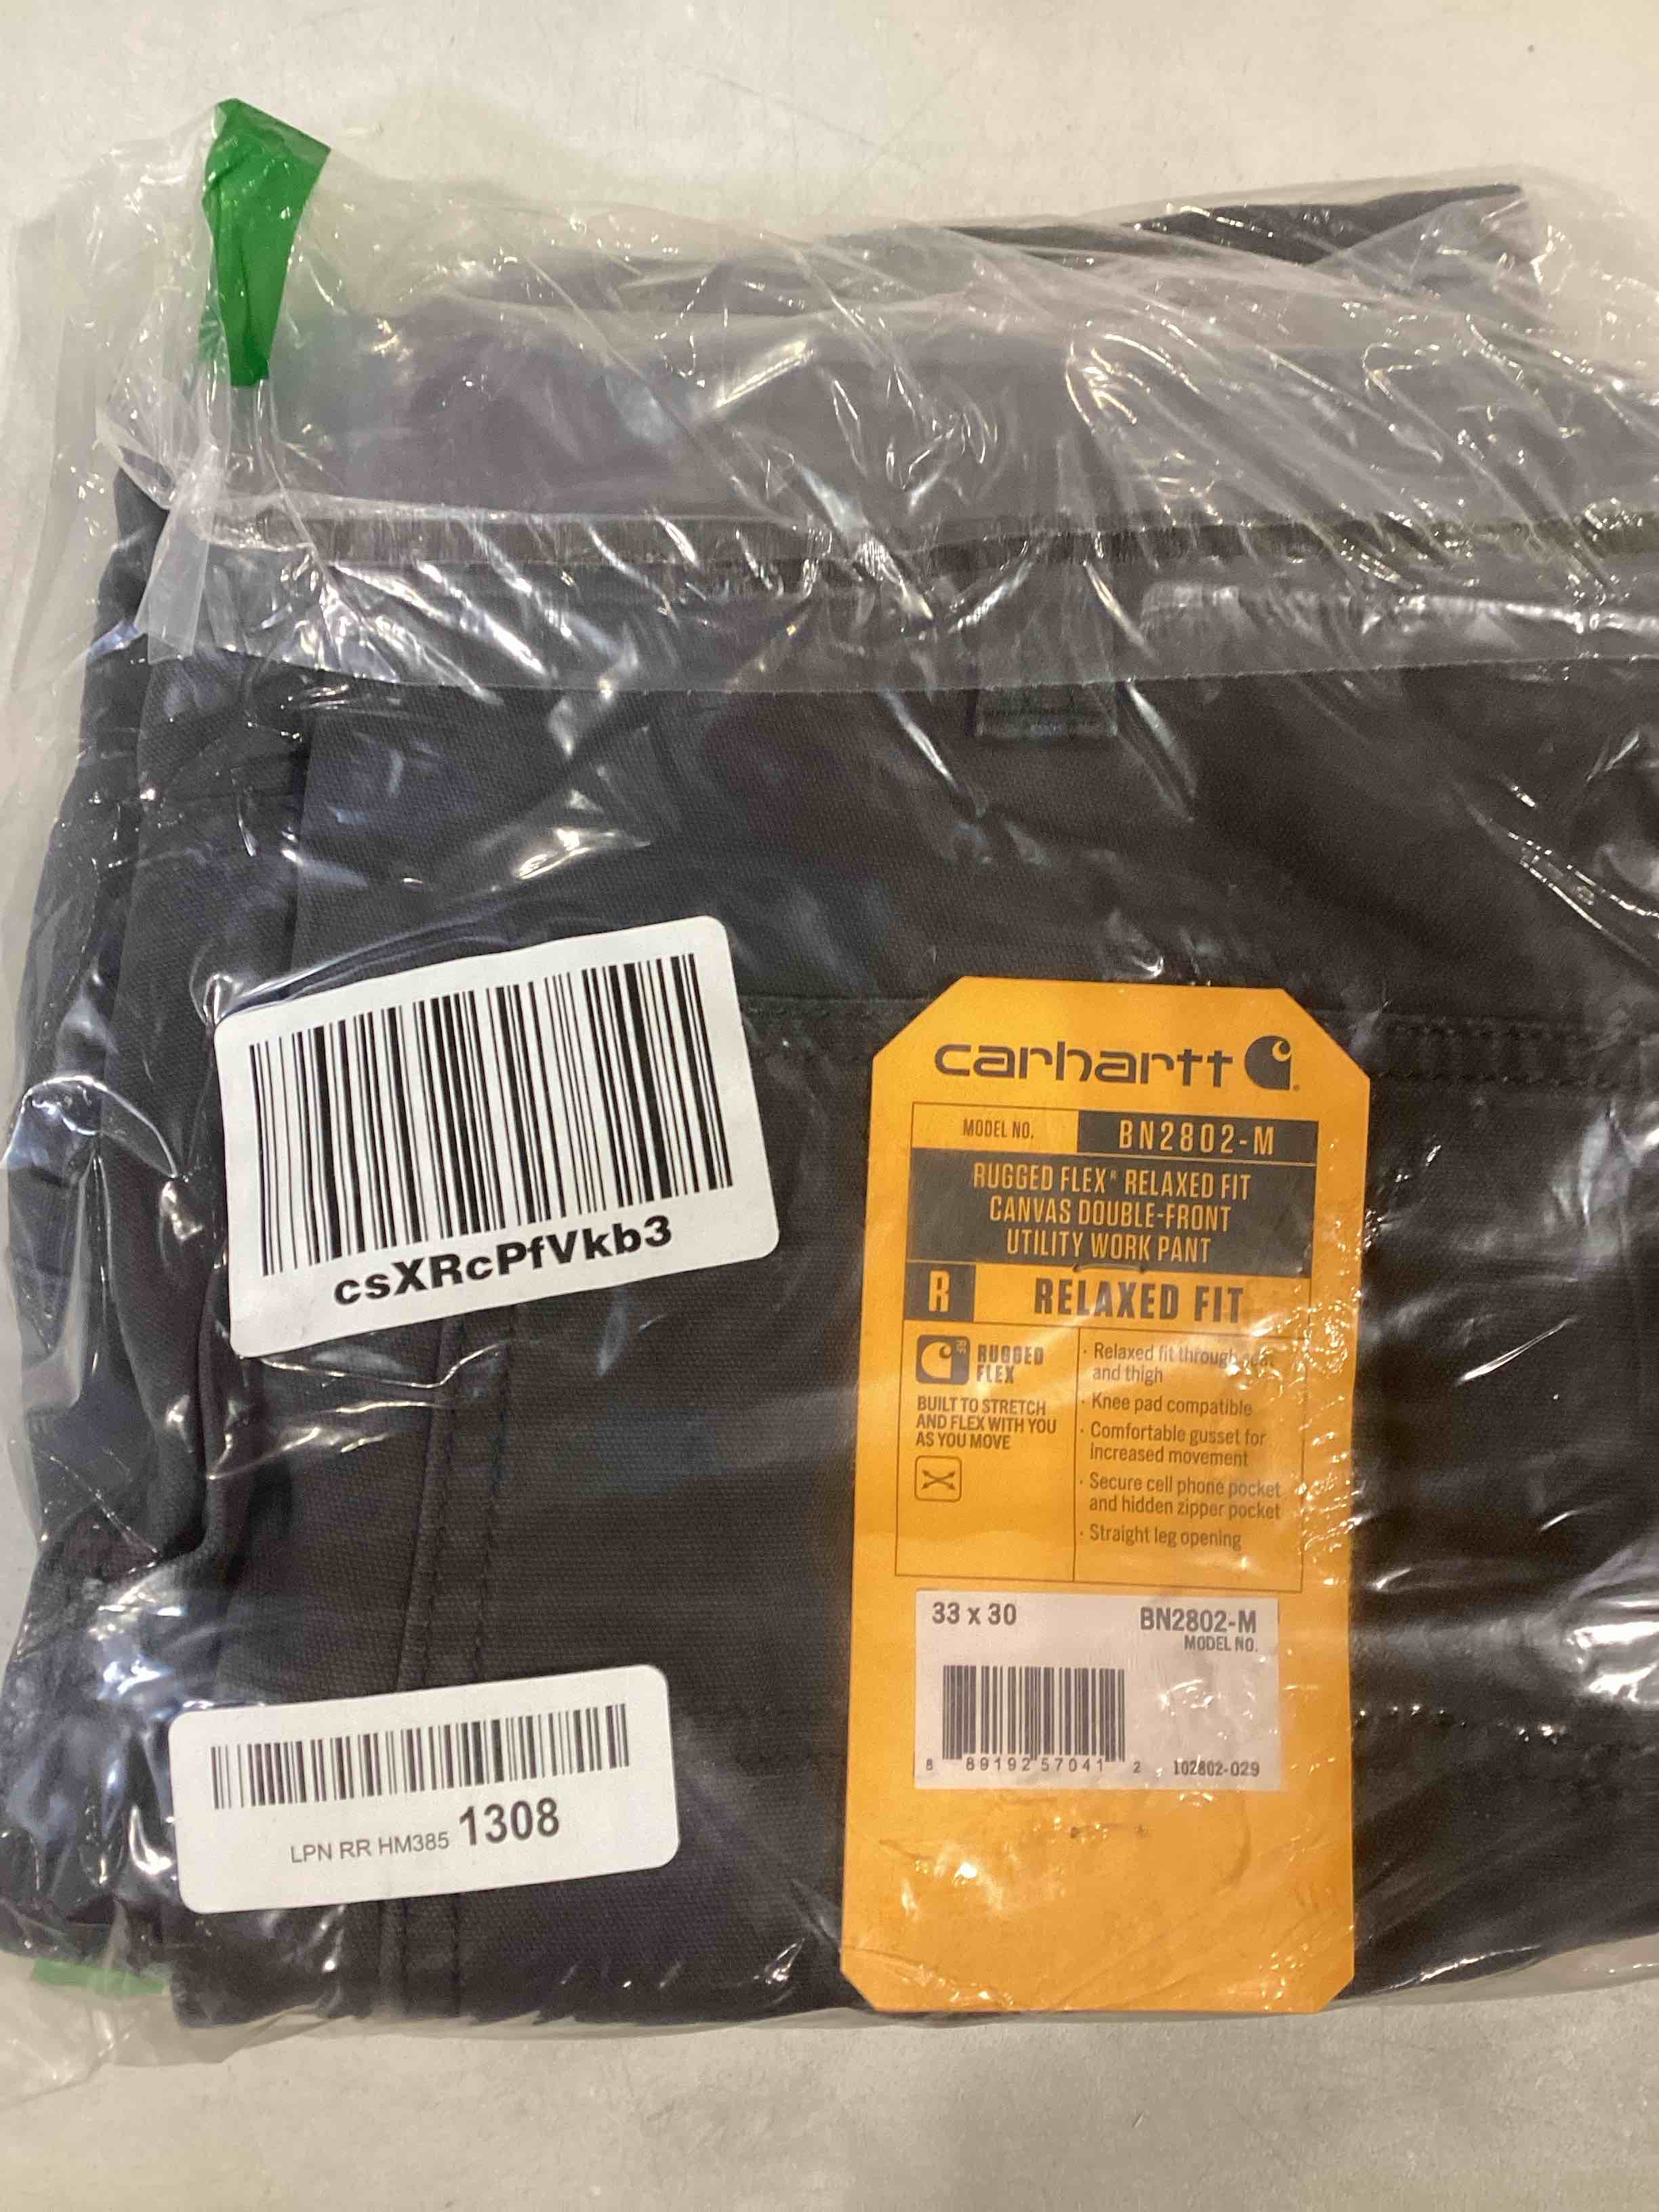 csXRcPfVkb3
carhartt
MODEL NO. BN2802-M
RUGGED FLEX® RELAXED FIT
CANVAS DOUBLE-FRONT
UTILITY WORK PANT
R RELAXED FIT
RUGGED
FLEX
BUILT TO STRETCH
AND FLEX WITH YOU
AS YOU MOVE
· Relaxed fit through seat
and thigh
· Knee pad compatible
· Comfortable gusset for
increased movement
· Secure cell phone pocket
and hidden zipper pocket
· Straight leg opening
33 x 30 BN2802-M
MODEL NO.
8 89192 57041 2 102802-029
LPN RR HM385 1308